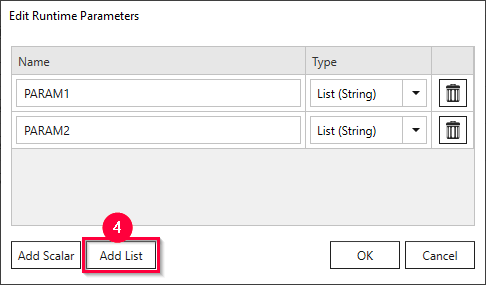 Edit Runtime Parameters
Name Type
PARAM1 List (String)
PARAM2 List (String)
4
Add Scalar Add List OK Cancel